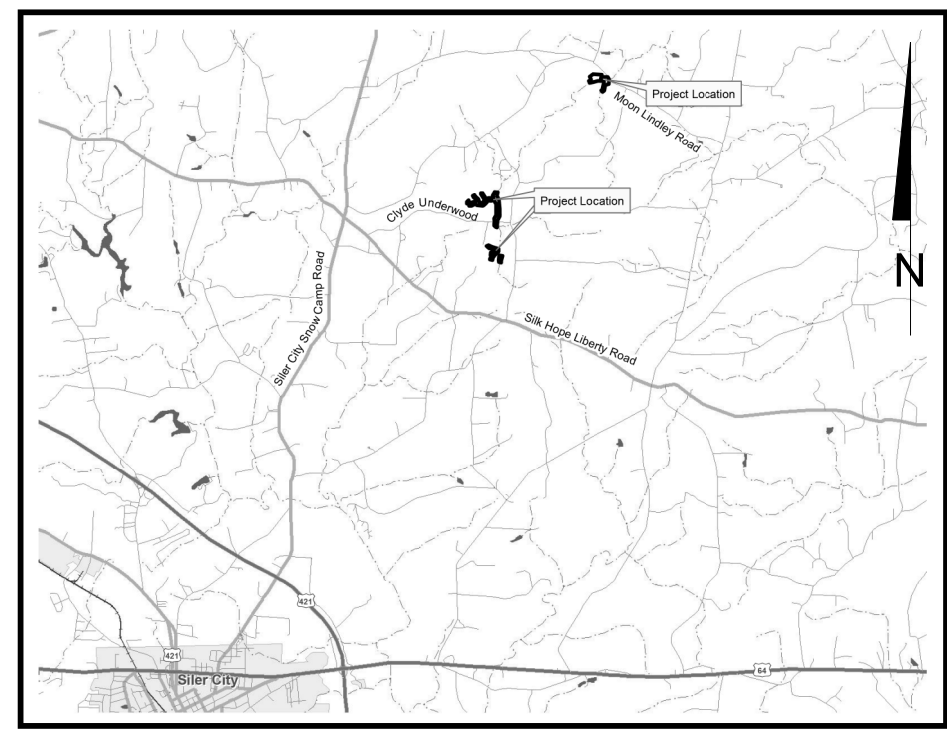 Project Location
Moon Lindley Road
Project Location
Clyde Underwood
N
Siler City Snow Camp Road
Silk Hope Liberty Road
421
421
64
Siler City